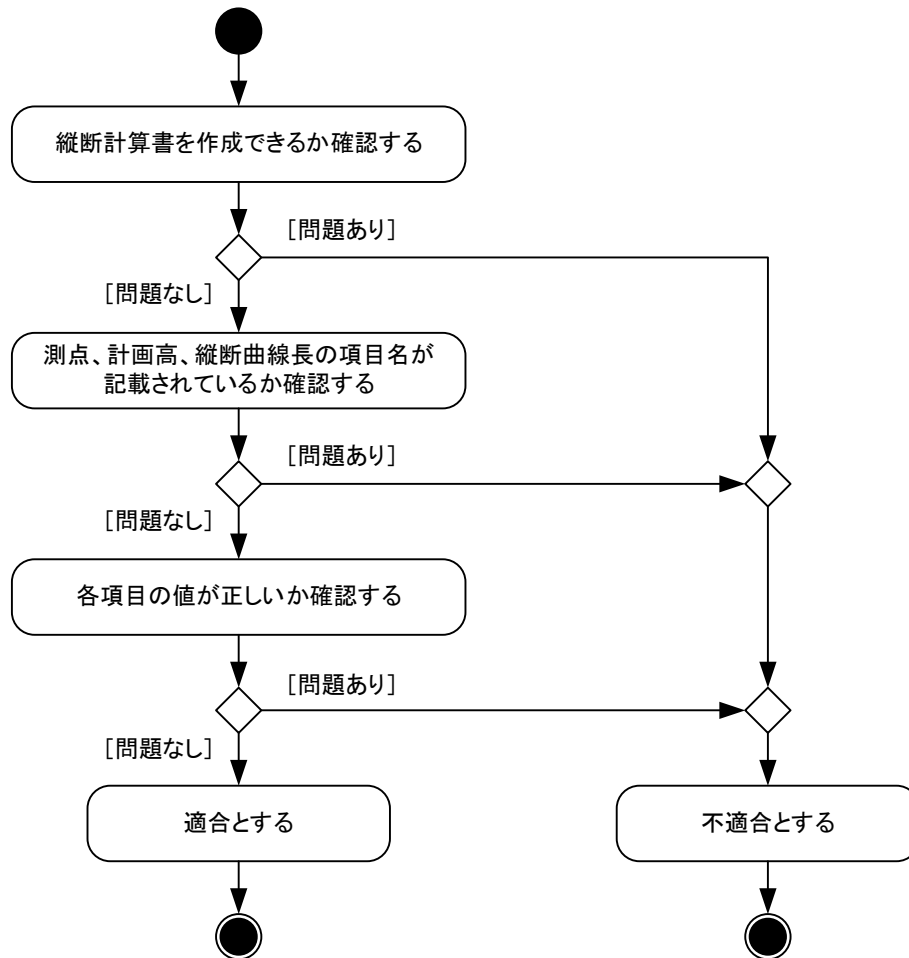 縦断計算書を作成できるか確認する
[問題あり]
[問題なし]
測点、計画高、縦断曲線長の項目名が
記載されているか確認する
[問題あり]
[問題なし]
各項目の値が正しいか確認する
[問題あり]
[問題なし]
適合とする
不適合とする